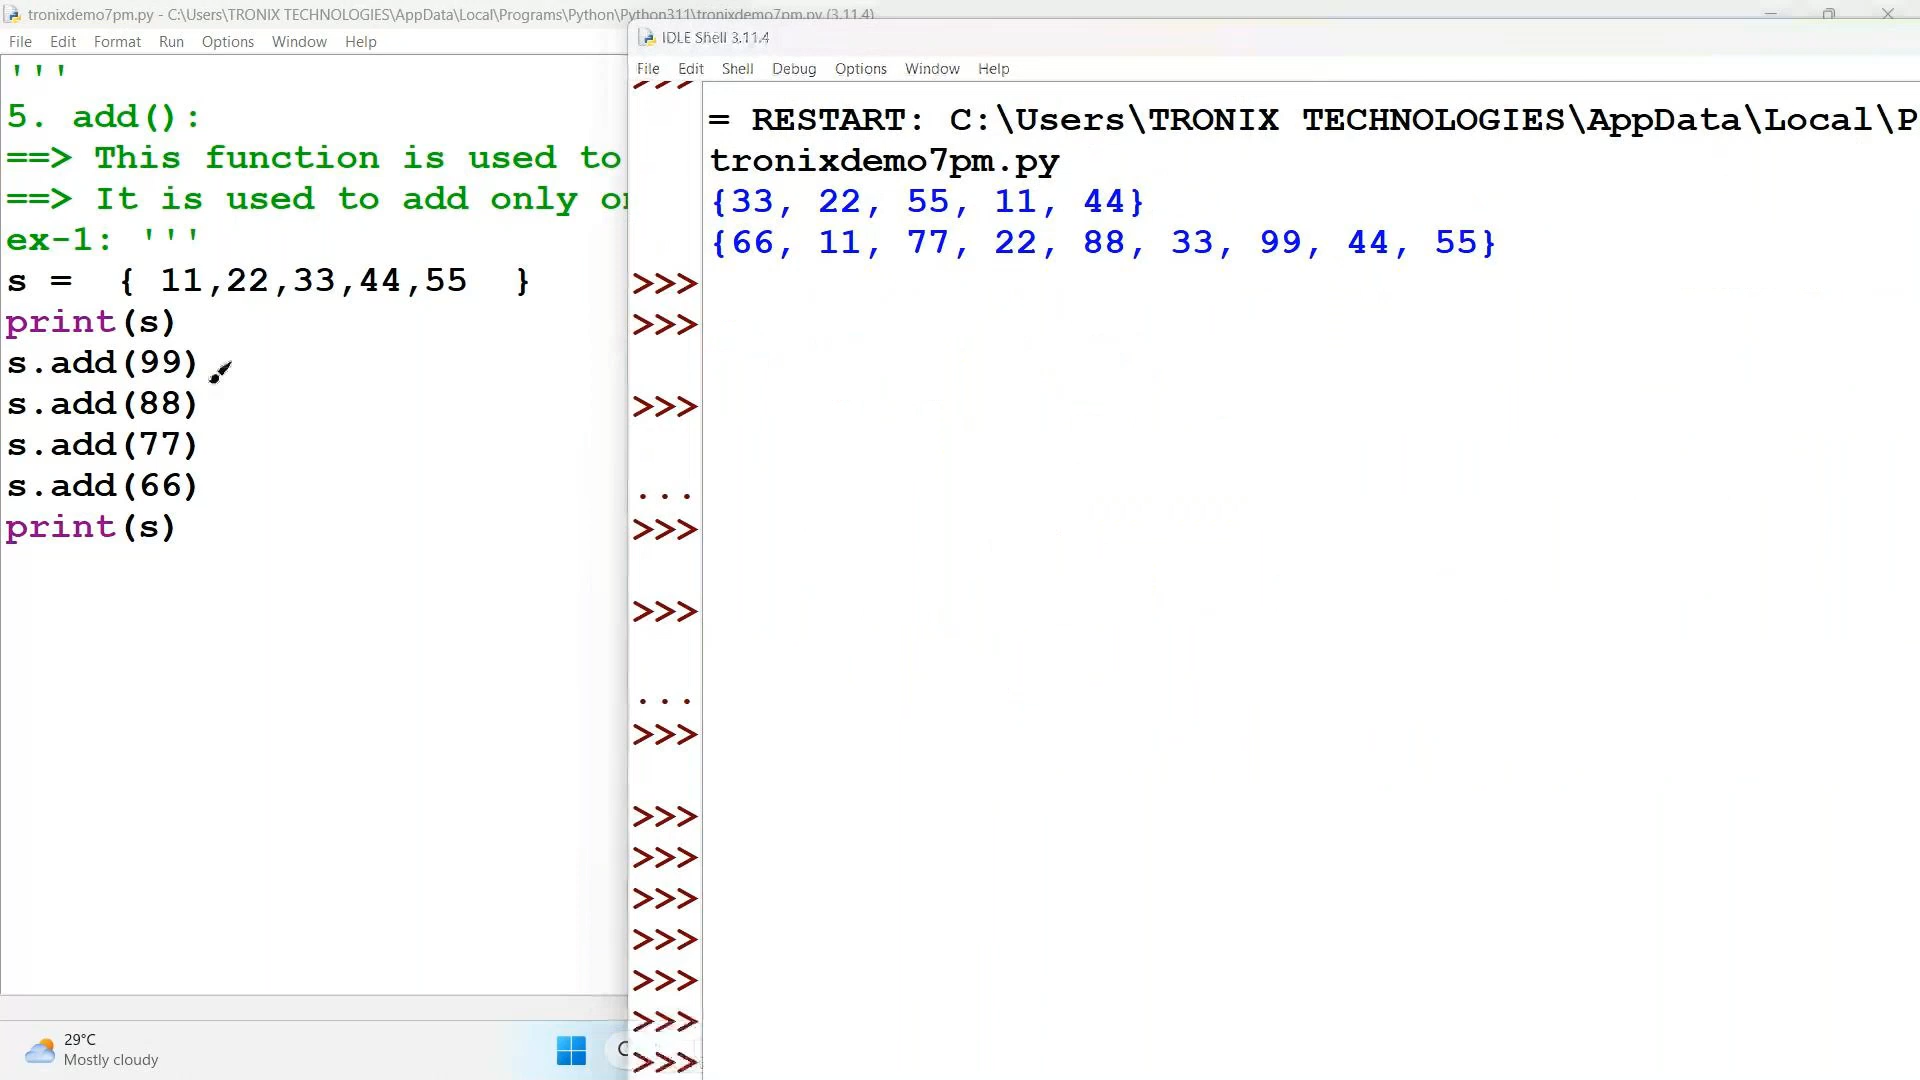 tronixdemo7pm.py - C:\Users\TRONIX TECHNOLOGIES\AppData\Local\Programs\Python\Python311\tronixdemo7pm.py (3.11.4)
File Edit Format Run Options Window Help
'''
5. add():
==> This function is used to
==> It is used to add only
ex-1: '''
s =  { 11,22,33,44,55  }
print(s)
s.add(99)
s.add(88)
s.add(77)
s.add(66)
print(s)
IDLE Shell 3.11.4
File Edit Shell Debug Options Window Help
>>>
= RESTART: C:\Users\TRONIX TECHNOLOGIES\AppData\Local\P
tronixdemo7pm.py
{33, 22, 55, 11, 44}
{66, 11, 77, 22, 88, 33, 99, 44, 55}
>>>
>>>
>>>
...
>>>
>>>
...
>>>
>>>
>>>
>>>
>>>
>>>
>>>
>>>
29°C
Mostly cloudy